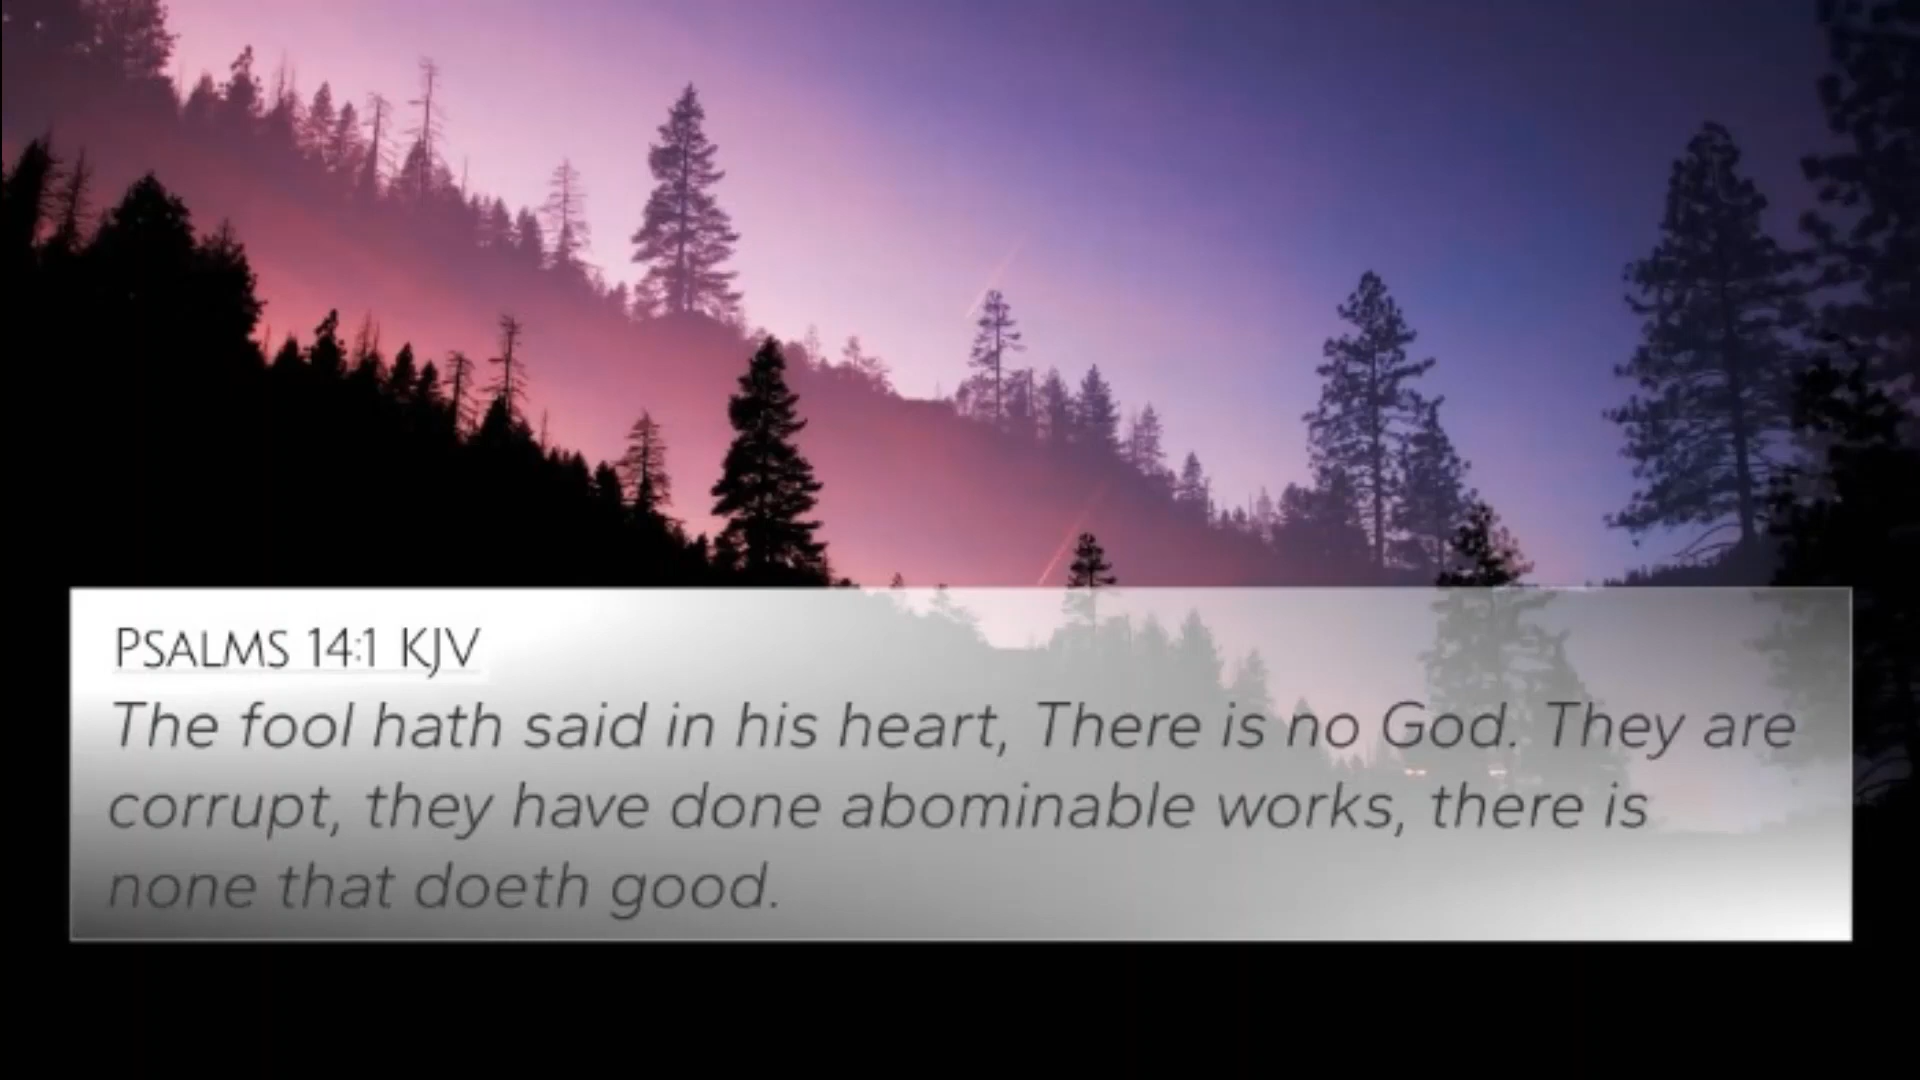 PSALMS 14:1 KJV
The fool hath said in his heart, There is no God. They are
corrupt, they have done abominable works, there is
none that doeth good.